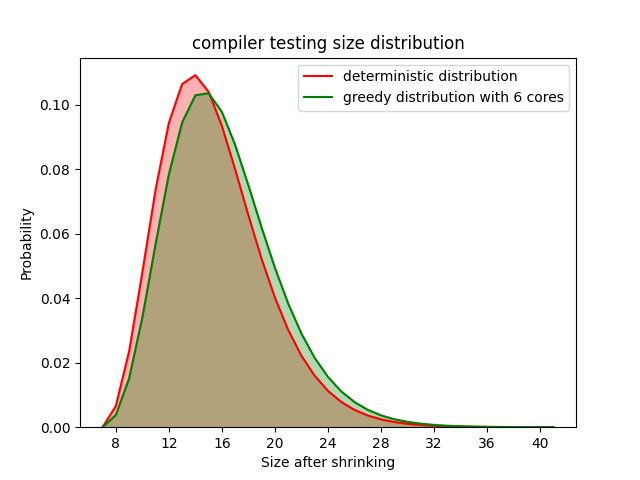 compiler testing size distribution
deterministic distribution
greedy distribution with 6 cores
Probability
0.10
0.08
0.06
0.04
0.02
0.00
8 12 16 20 24 28 32 36 40
Size after shrinking